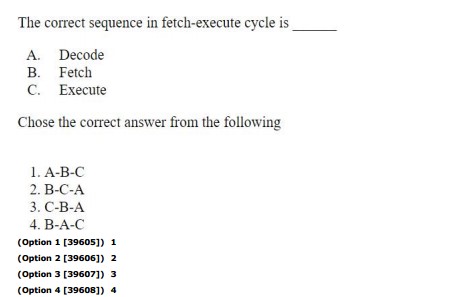 The correct sequence in fetch-execute cycle is ______
A. Decode
B. Fetch
C. Execute
Chose the correct answer from the following
1. A-B-C
2. B-C-A
3. C-B-A
4. B-A-C
(Option 1 [39605]) 1
(Option 2 [39606]) 2
(Option 3 [39607]) 3
(Option 4 [39608]) 4